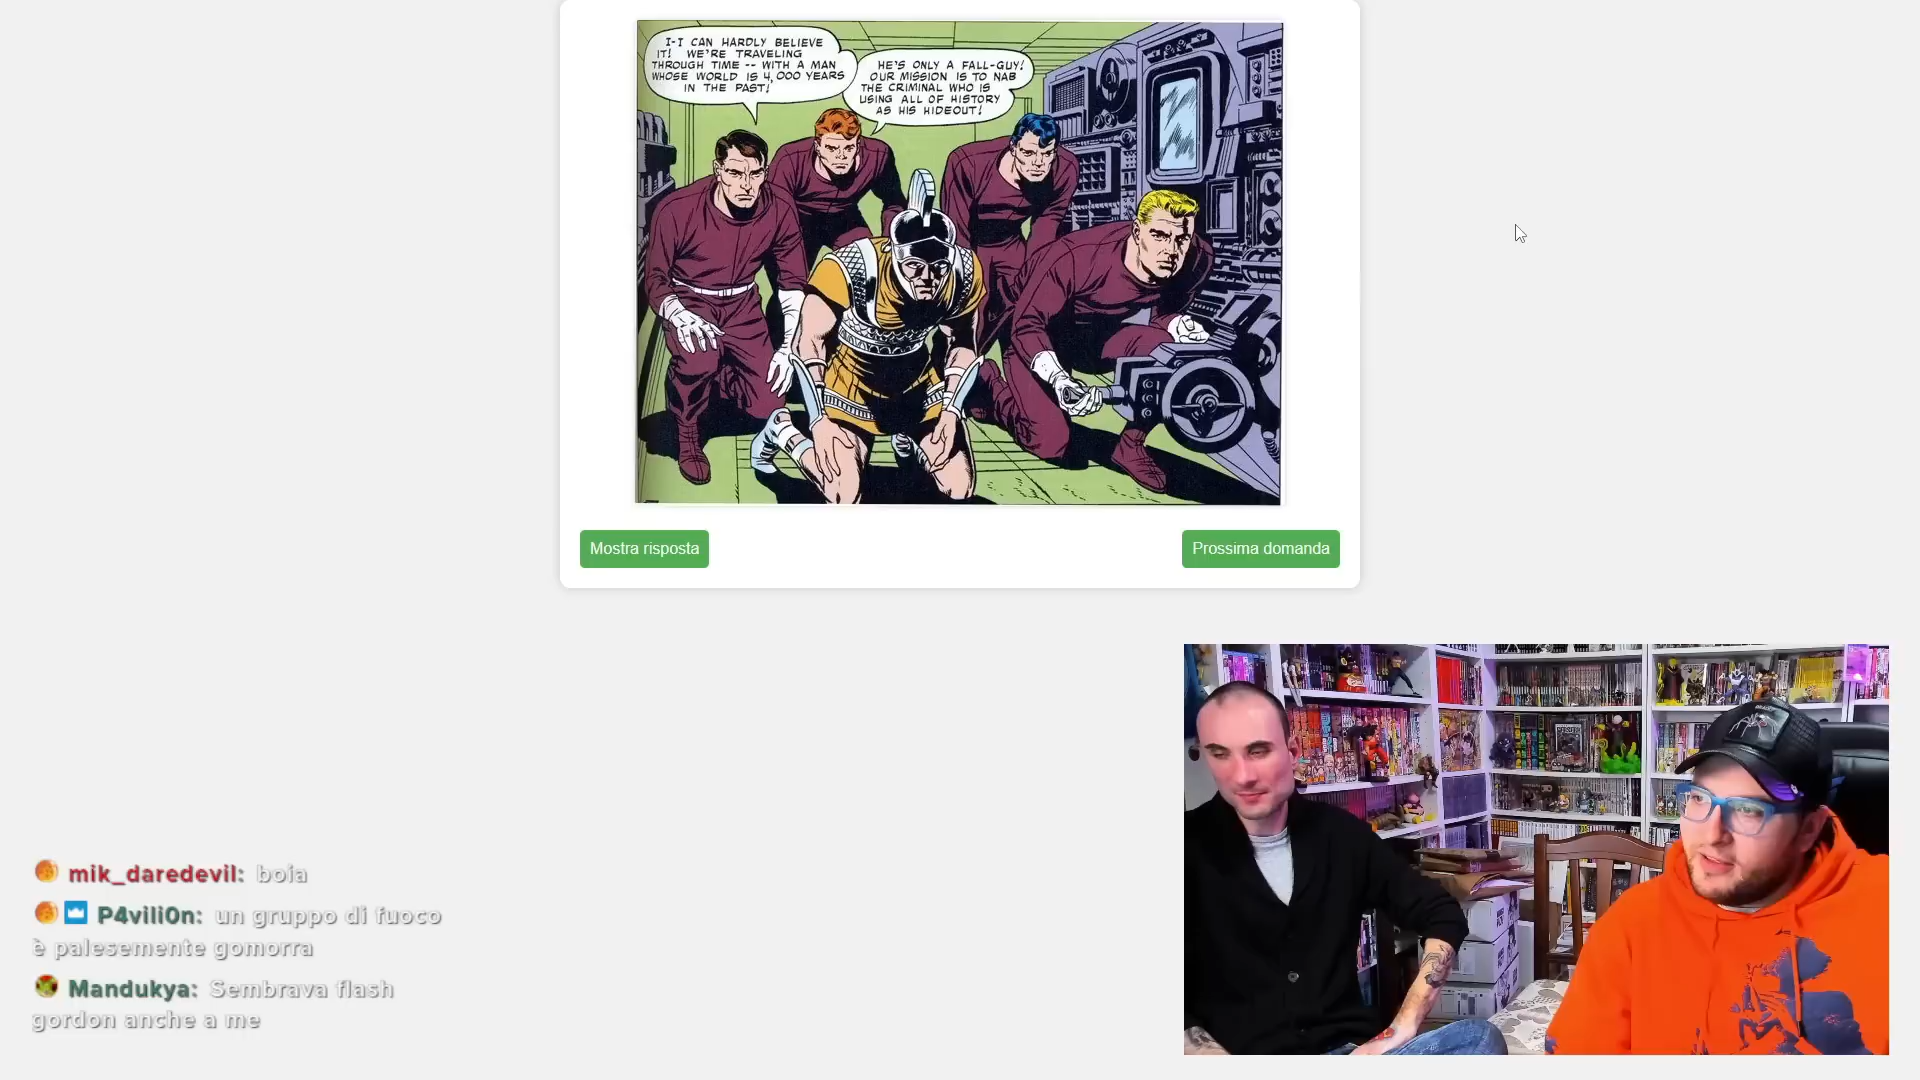 I-I CAN HARDLY BELIEVE
IT! WE'RE TRAVELING
THROUGH TIME -- WITH A MAN
WHOSE WORLD IS 4,000 YEARS
IN THE PAST!
HE'S ONLY A FALL-GUY!
OUR MISSION IS TO NAB
THE CRIMINAL WHO IS
USING ALL OF HISTORY
AS HIS HIDEOUT!
Mostra risposta
Prossima domanda
mik_daredevil: boia
P4vili0n: un gruppo di fuoco
è palesemente gomorra
Mandukya: Sembrava flash
gordon anche a me